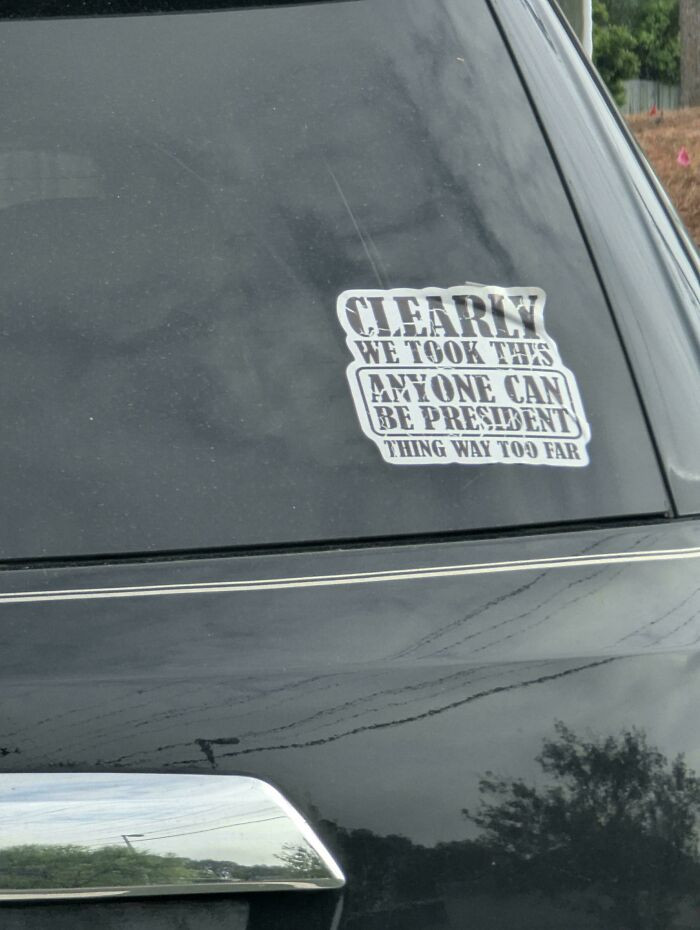 CLEARLY
WE TOOK THIS
ANYONE CAN
BE PRESIDENT
THING WAY TOO FAR